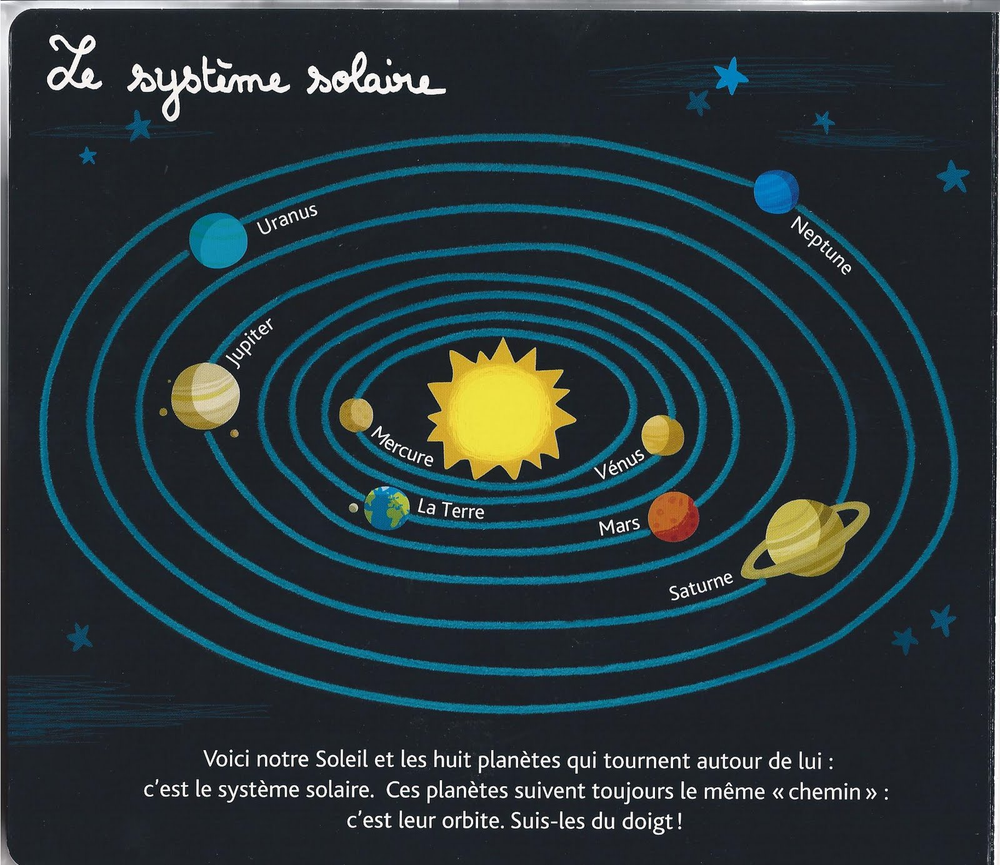 Le système solaire
Uranus
Neptune
Jupiter
Mercure
Vénus
La Terre
Mars
Saturne
Voici notre Soleil et les huit planètes qui tournent autour de lui :
c'est le système solaire. Ces planètes suivent toujours le même « chemin » :
c'est leur orbite. Suis-les du doigt !